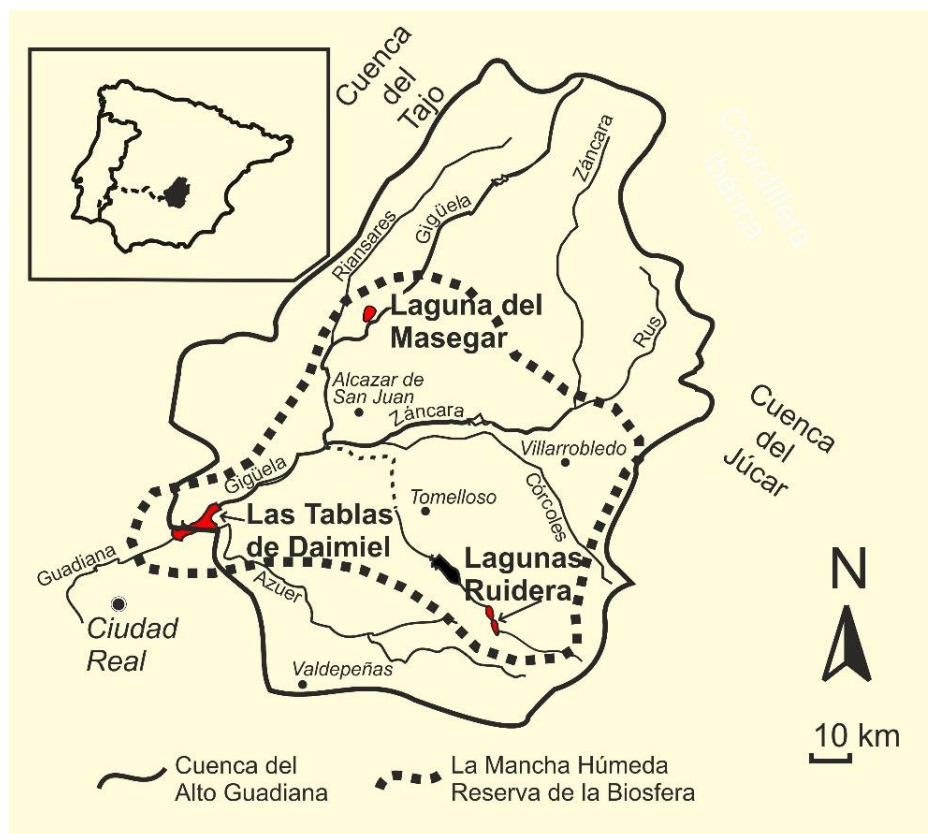 Cuenca
del
Tajo
Coordillera
Ibérica
Záncara
Gigüela
Riansares
Laguna del
Masegar
Rus
Alcazar de
San Juan
Záncara
Cuenca
del
Júcar
Villarrobledo
Gigüela
Córcoles
Tomelloso
Las Tablas
de Daimiel
Lagunas
Ruidera
Guadiana
Azuer
N
Ciudad
Real
Valdepeñas
10 km
Cuenca del
Alto Guadiana
La Mancha Húmeda
Reserva de la Biosfera